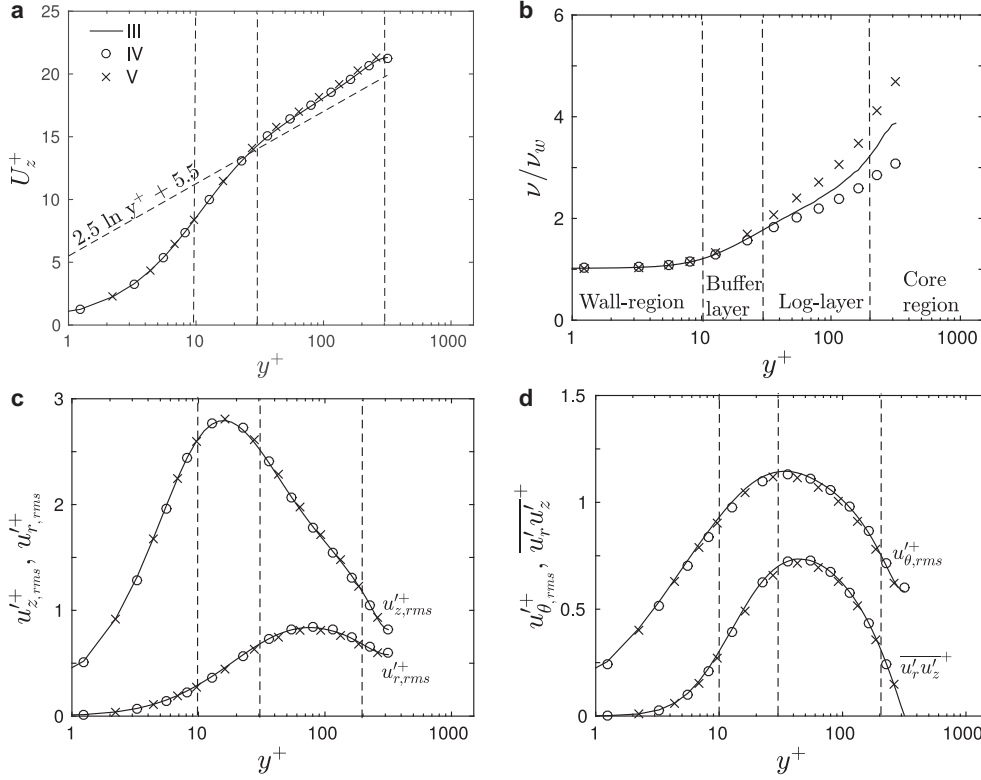 a
III
IV
V
2.5 ln y⁺ + 5.5
U_z⁺
25
20
15
10
5
0
1 10 100 1000
y⁺
b
ν/ν_w
6
4
2
0
Wall-region
Buffer layer
Log-layer
Core region
1 10 100 1000
y⁺
c
u'⁺_{z,rms}, u'⁺_{r,rms}
3
2
1
0
u'⁺_{z,rms}
u'⁺_{r,rms}
1 10 100 1000
y⁺
d
u'⁺_{θ,rms}, \overline{u'_r u'_z}⁺
1.5
1
0.5
0
u'⁺_{θ,rms}
\overline{u'_r u'_z}⁺
1 10 100 1000
y⁺